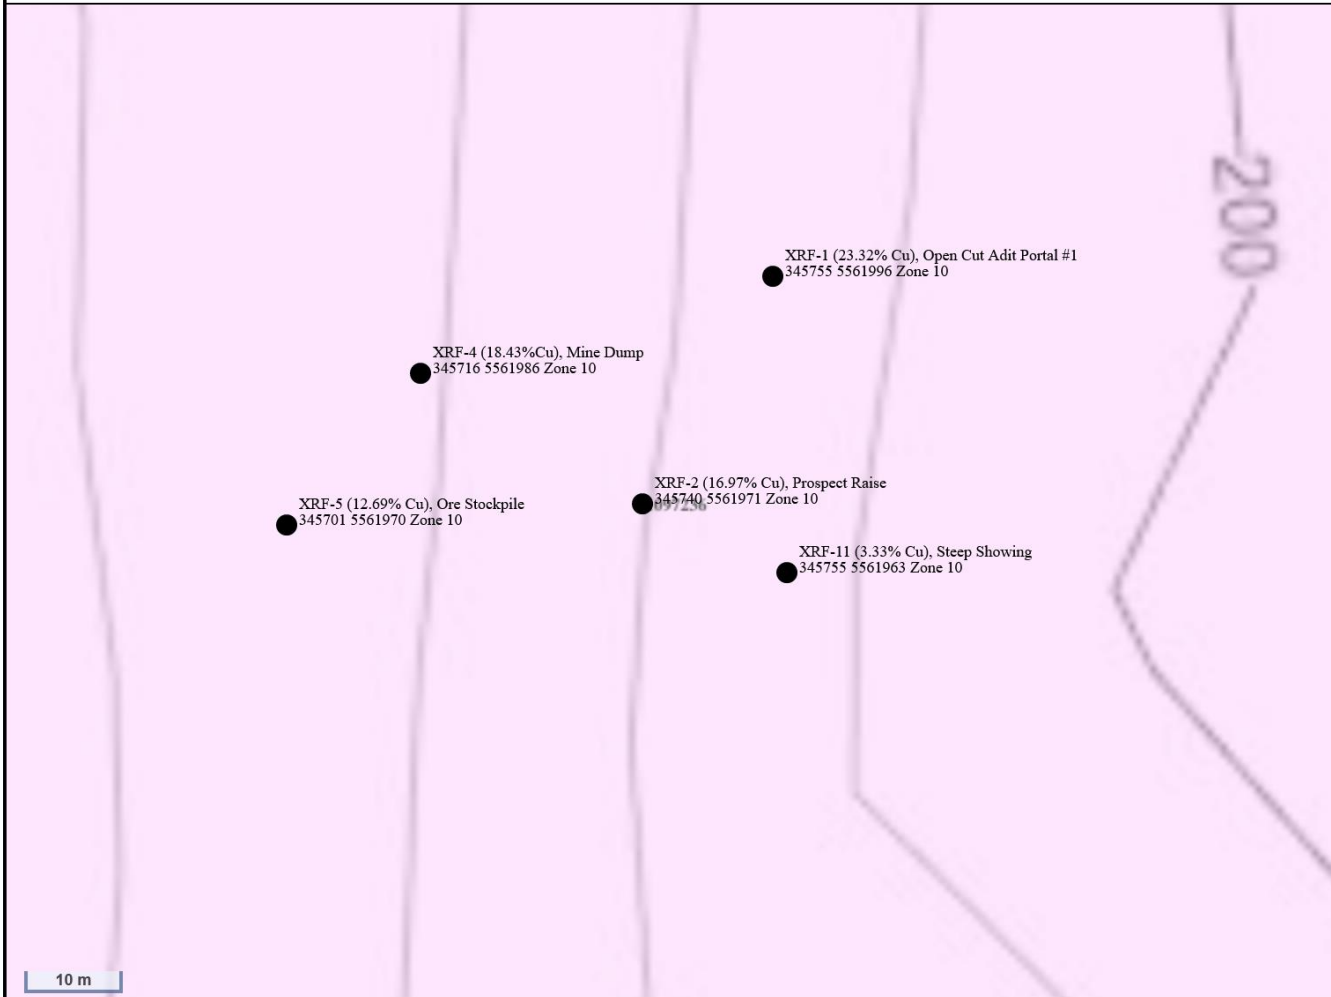 200
XRF-1 (23.32% Cu), Open Cut Adit Portal #1
345755 5561996 Zone 10
XRF-4 (18.43%Cu), Mine Dump
345716 5561986 Zone 10
XRF-2 (16.97% Cu), Prospect Raise
345740 5561971 Zone 10
XRF-5 (12.69% Cu), Ore Stockpile
345701 5561970 Zone 10
XRF-11 (3.33% Cu), Steep Showing
345755 5561963 Zone 10
10 m